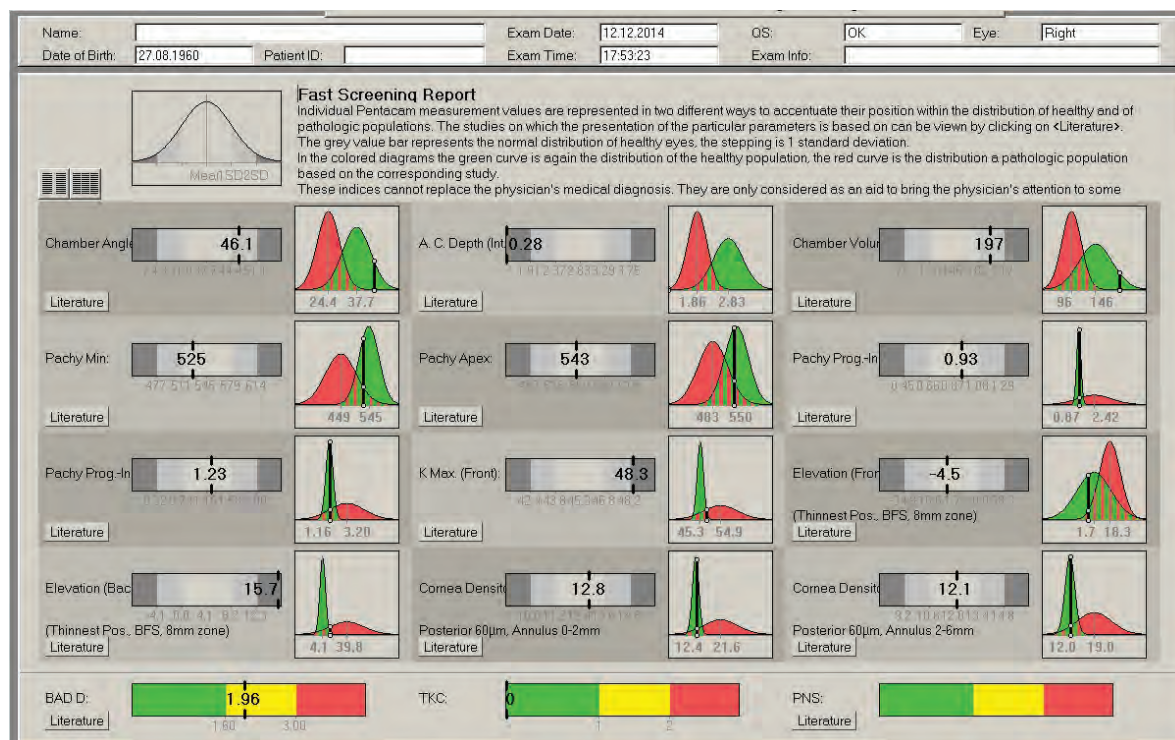 Name:
Exam Date: 12.12.2014
QS: OK
Eye: Right
Date of Birth: 27.08.1960
Patient ID:
Exam Time: 17:53:23
Exam Info:
Fast Screening Report
Individual Pentacam measurement values are represented in two different ways to accentuate their position within the distribution of healthy and of
pathologic populations. The studies on which the presentation of the particular parameters is based on can be viewn by clicking on <Literature>.
The grey value bar represents the normal distribution of healthy eyes, the stepping is 1 standard deviation.
In the colored diagrams the green curve is again the distribution of the healthy population, the red curve is the distribution a pathologic population
based on the corresponding study.
These indices cannot replace the physician's medical diagnosis. They are only considered as an aid to bring the physician's attention to some
Chamber Angle
46.1
24.4 37.7
Literature
A. C. Depth (Int.
0.28
1.86 2.83
Literature
Chamber Volur
197
96 146
Literature
Pachy Min:
525
449 545
Literature
Pachy Apex:
543
483 550
Literature
Pachy Prog.-In
0.93
0.87 2.42
Literature
Pachy Prog.-In
1.23
1.16 3.20
Literature
K Max. (Front):
48.3
45.3 54.9
Literature
Elevation (Fror
-4.5
(Thinnest Pos., BFS, 8mm zone)
1.7 18.3
Literature
Elevation (Bac
15.7
(Thinnest Pos., BFS, 8mm zone)
4.1 39.8
Literature
Cornea Densito
12.8
Posterior 60µm, Annulus 0-2mm
12.4 21.6
Literature
Cornea Densito
12.1
Posterior 60µm, Annulus 2-6mm
12.0 19.0
Literature
BAD D:
1.96
1.60 3.00
Literature
TKC:
0
1 2
PNS:
Literature